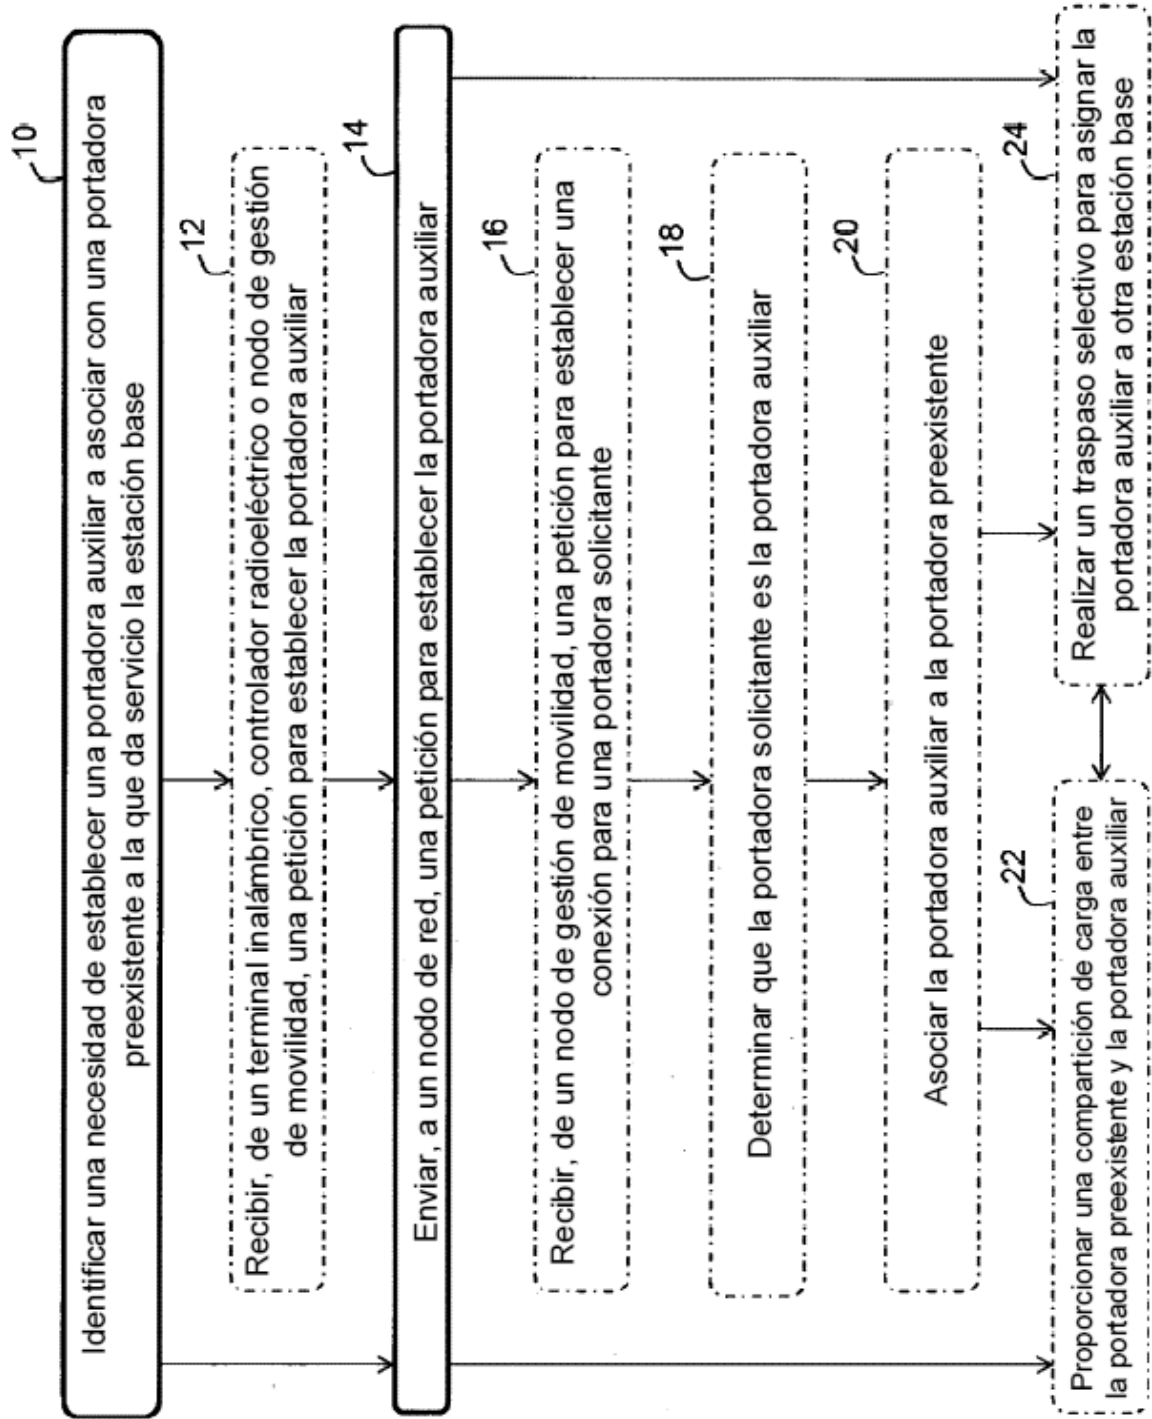 10
Identificar una necesidad de establecer una portadora auxiliar a asociar con una portadora
preexistente a la que da servicio la estación base
12
Recibir, de un terminal inalámbrico, controlador radioeléctrico o nodo de gestión
de movilidad, una petición para establecer la portadora auxiliar
14
Enviar, a un nodo de red, una petición para establecer la portadora auxiliar
16
Recibir, de un nodo de gestión de movilidad, una petición para establecer una
conexión para una portadora solicitante
18
Determinar que la portadora solicitante es la portadora auxiliar
20
Asociar la portadora auxiliar a la portadora preexistente
22
Proporcionar una compartición de carga entre
la portadora preexistente y la portadora auxiliar
24
Realizar un traspaso selectivo para asignar la
portadora auxiliar a otra estación base